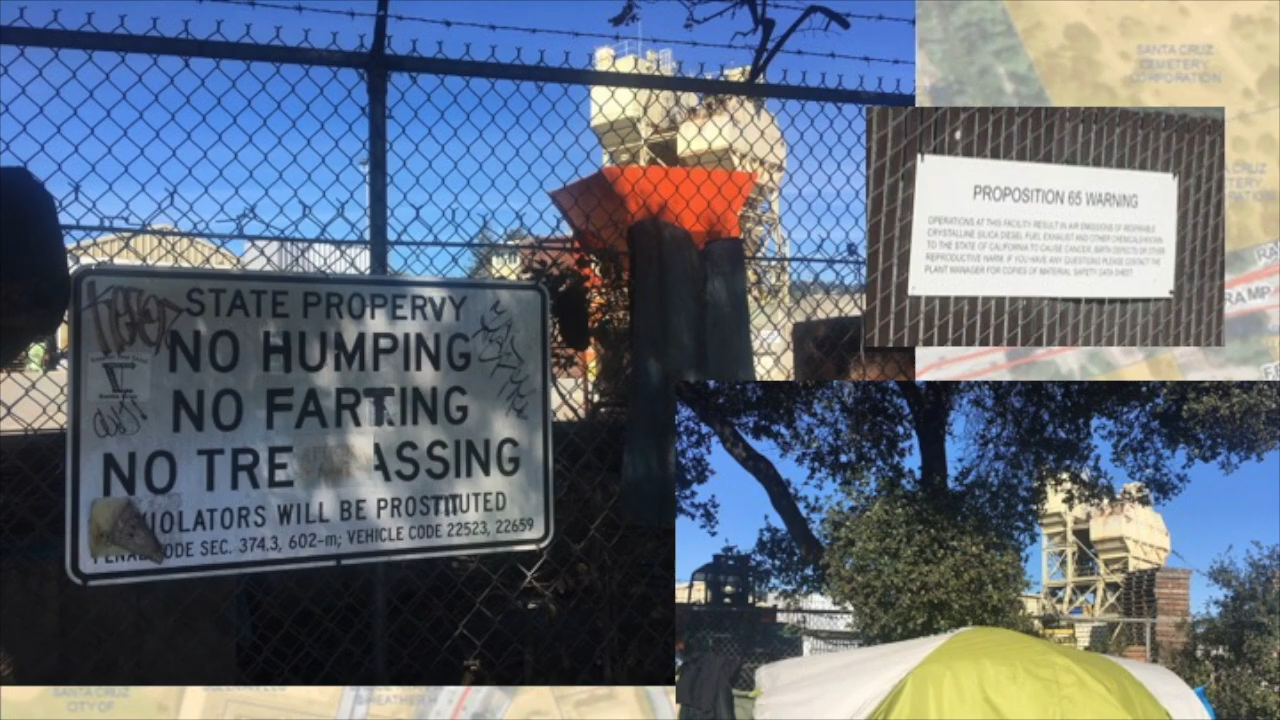 STATE PROPERVY
NO HUMPING
NO FARTING
NO TRE ASSING
VIOLATORS WILL BE PROSTITUTED
PENAL CODE SEC. 374.3, 602-m; VEHICLE CODE 22523, 22659
SANTA CRUZ
CEMETERY
CORPORATION
PROPOSITION 65 WARNING
OPERATIONS AT THIS FACILITY RESULT IN AIR EMISSIONS OF RESPIRABLE
CRYSTALLINE SILICA DIESEL FUEL EXHAUST AND OTHER CHEMICALS KNOWN
TO THE STATE OF CALIFORNIA TO CAUSE CANCER, BIRTH DEFECTS OR OTHER
REPRODUCTIVE HARM. IF YOU HAVE ANY QUESTIONS PLEASE CONTACT THE
PLANT MANAGER FOR COPIES OF MATERIAL SAFETY DATA SHEET
RAMP
SANTA CRUZ
CITY OF